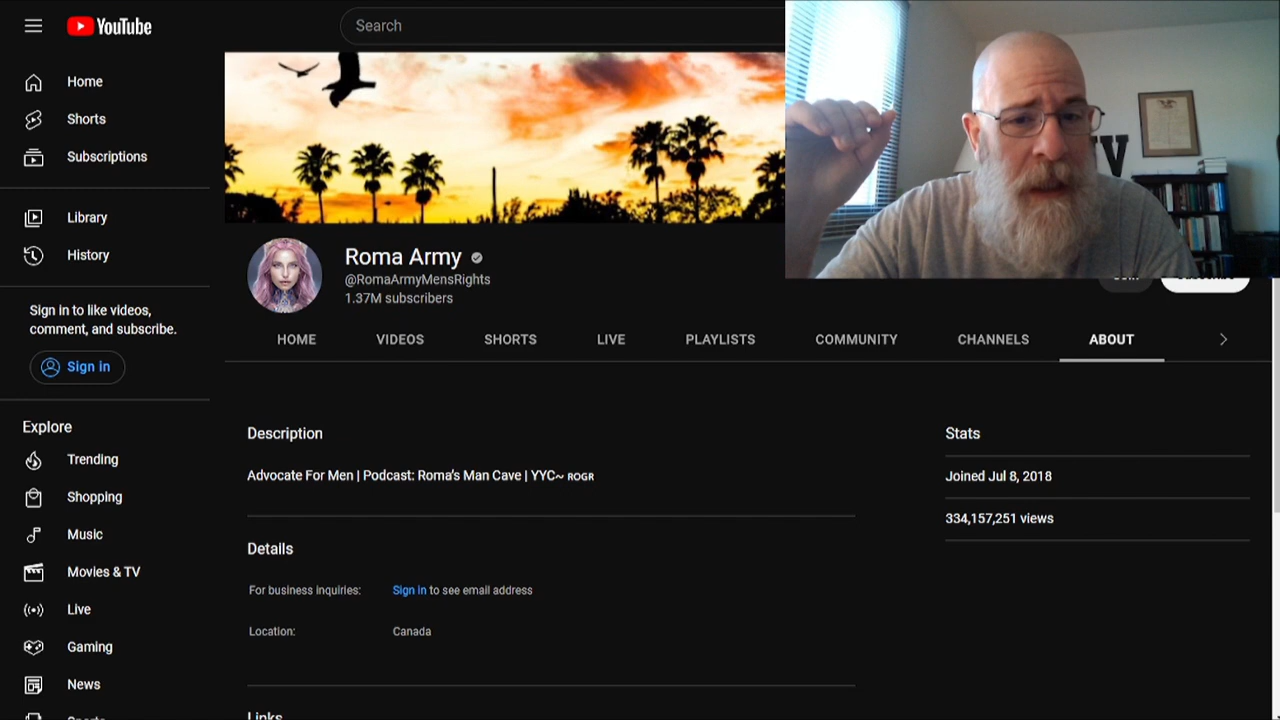 YouTube
Search
Home
Shorts
Subscriptions
Library
History
Sign in to like videos,
comment, and subscribe.
Sign in
Explore
Trending
Shopping
Music
Movies & TV
Live
Gaming
News
Roma Army
@RomaArmyMensRights
1.37M subscribers
HOME VIDEOS SHORTS LIVE PLAYLISTS COMMUNITY CHANNELS ABOUT
Description
Advocate For Men | Podcast: Roma's Man Cave | YYC~ ʀᴏɢʀ
Details
For business inquiries: Sign in to see email address
Location: Canada
Links
Stats
Joined Jul 8, 2018
334,157,251 views